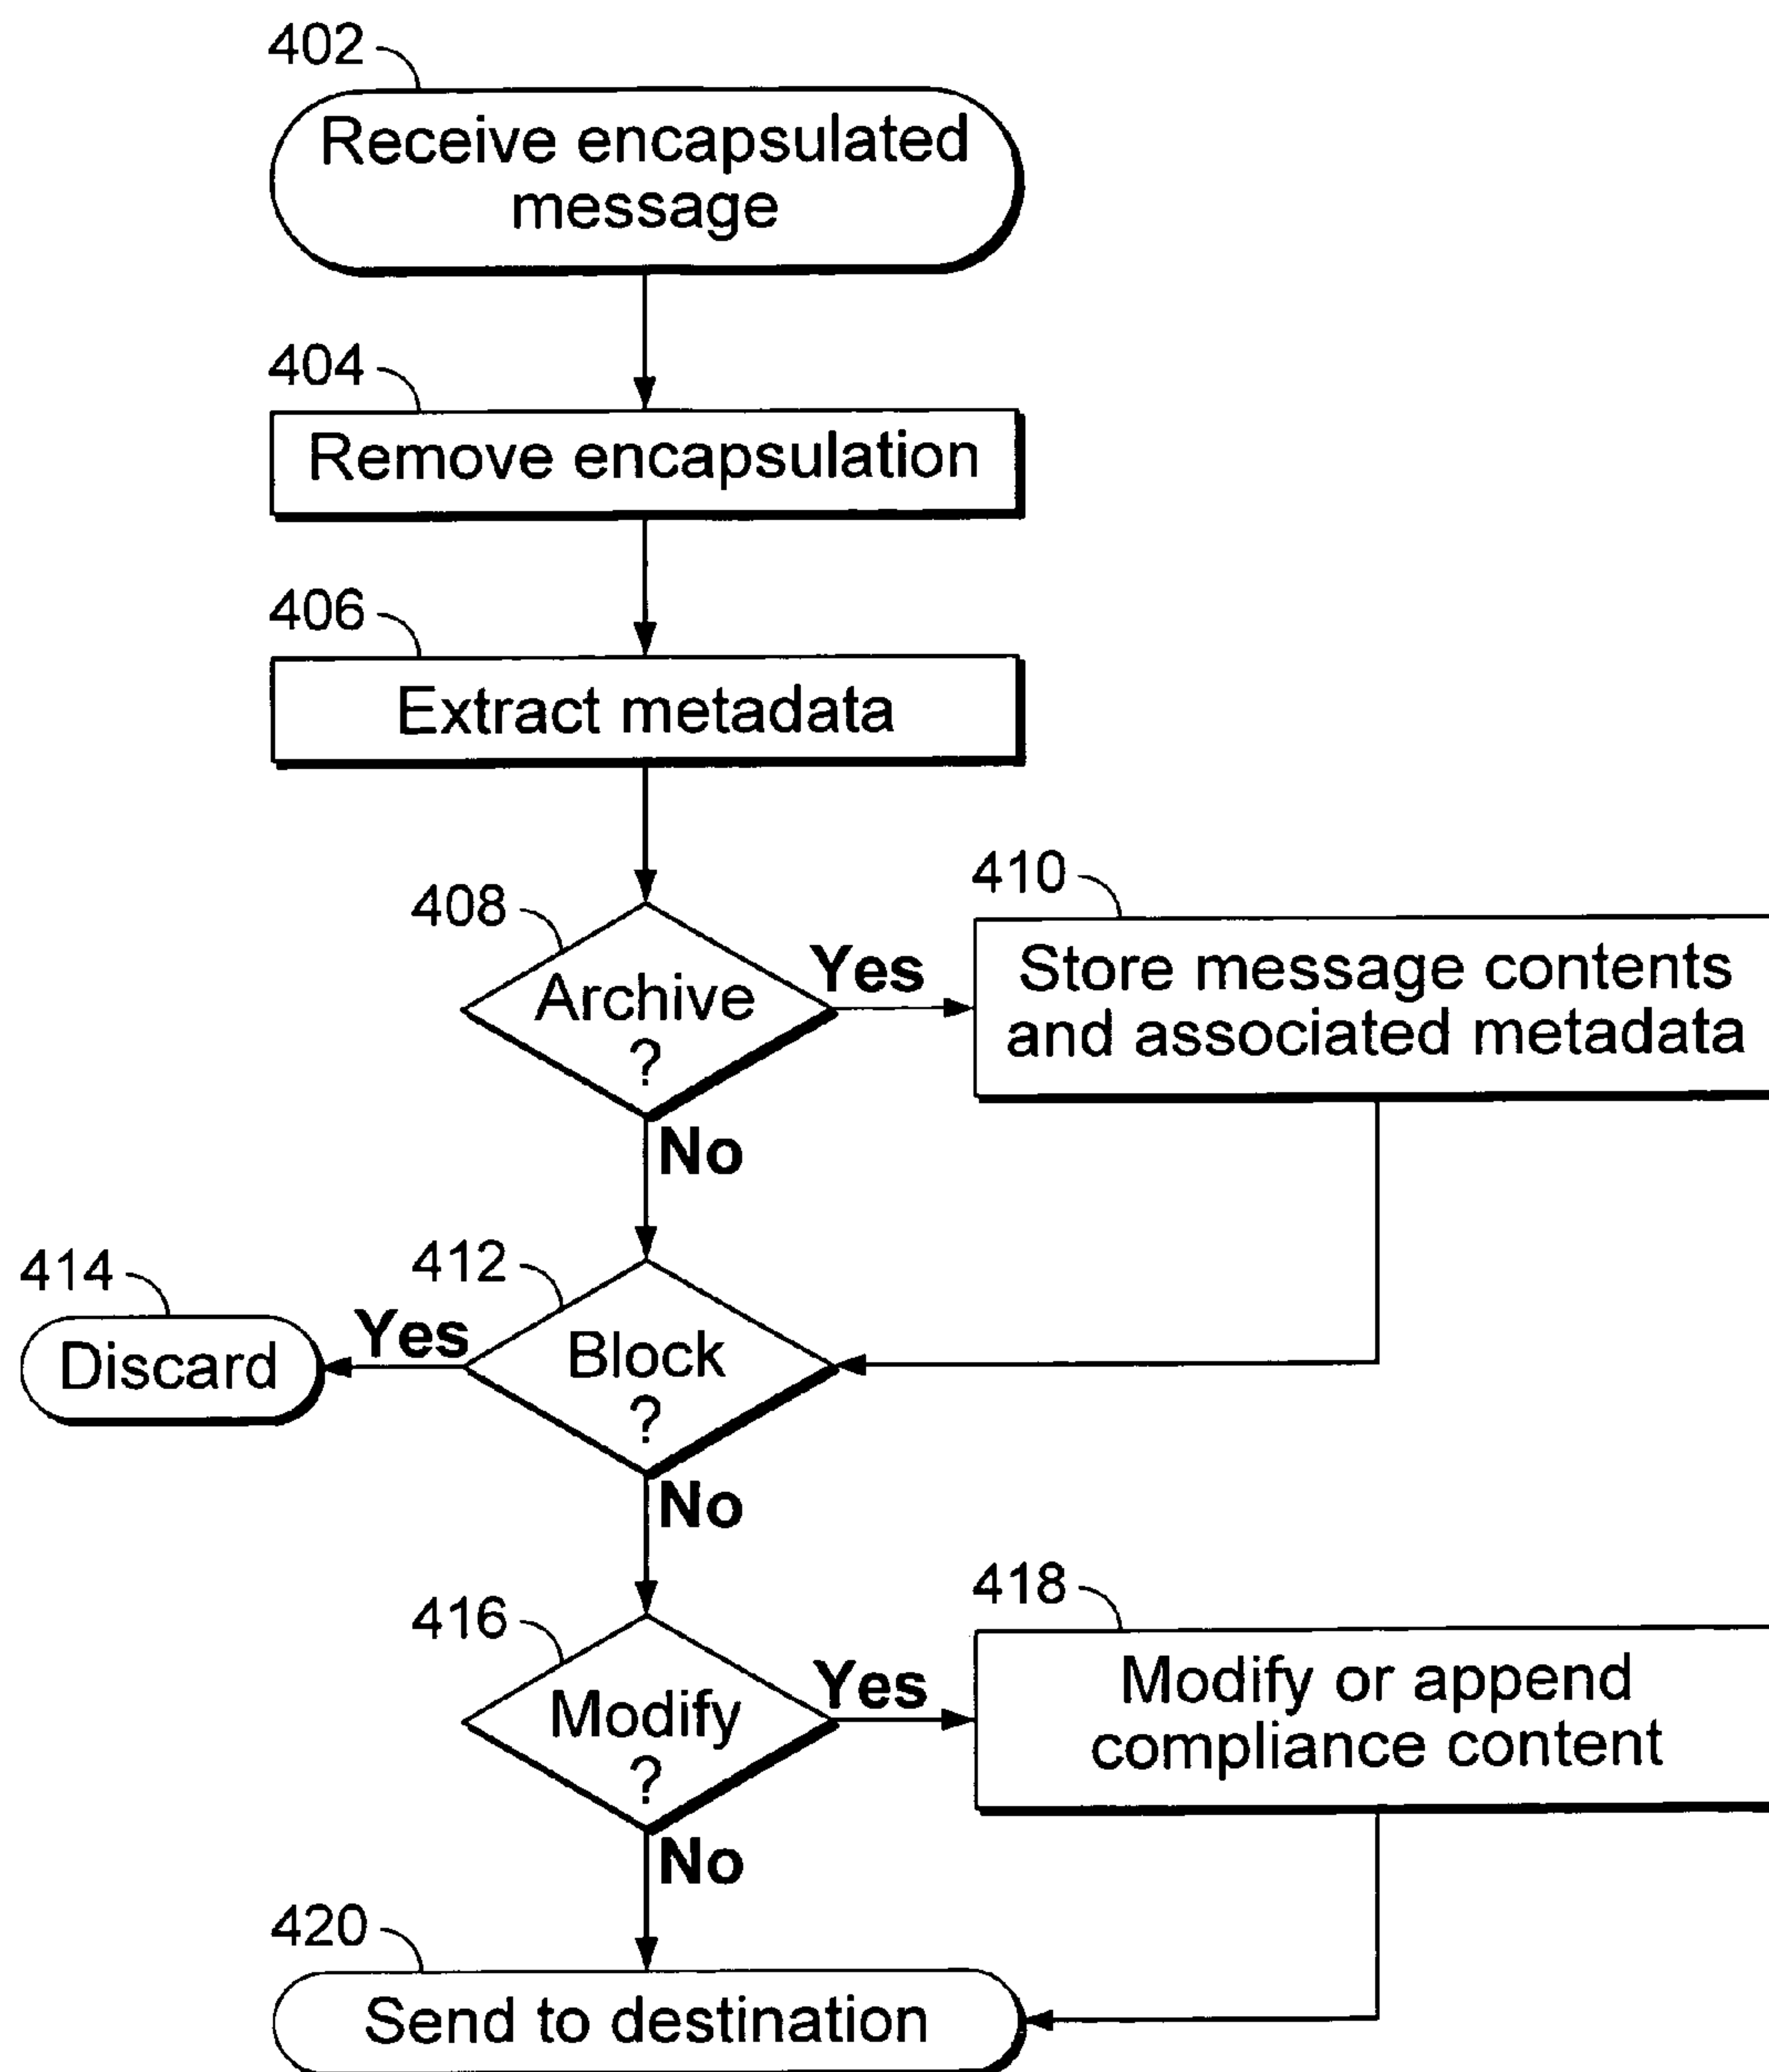 402
Receive encapsulated
message
404
Remove encapsulation
406
Extract metadata
408
Archive
?
Yes
410
Store message contents
and associated metadata
No
412
Block
?
Yes
414
Discard
No
416
Modify
?
Yes
418
Modify or append
compliance content
No
420
Send to destination